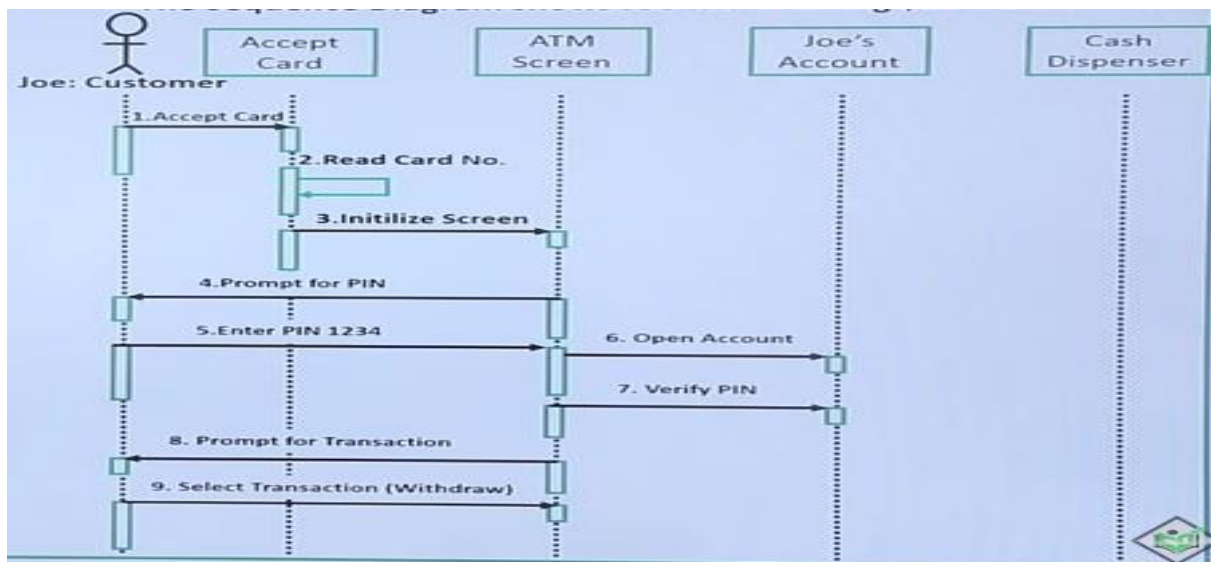 Accept
Card
ATM
Screen
Joe's
Account
Cash
Dispenser
Joe: Customer
1.Accept Card
2.Read Card No.
3.Initilize Screen
4.Prompt for PIN
5.Enter PIN 1234
6. Open Account
7. Verify PIN
8. Prompt for Transaction
9. Select Transaction (Withdraw)